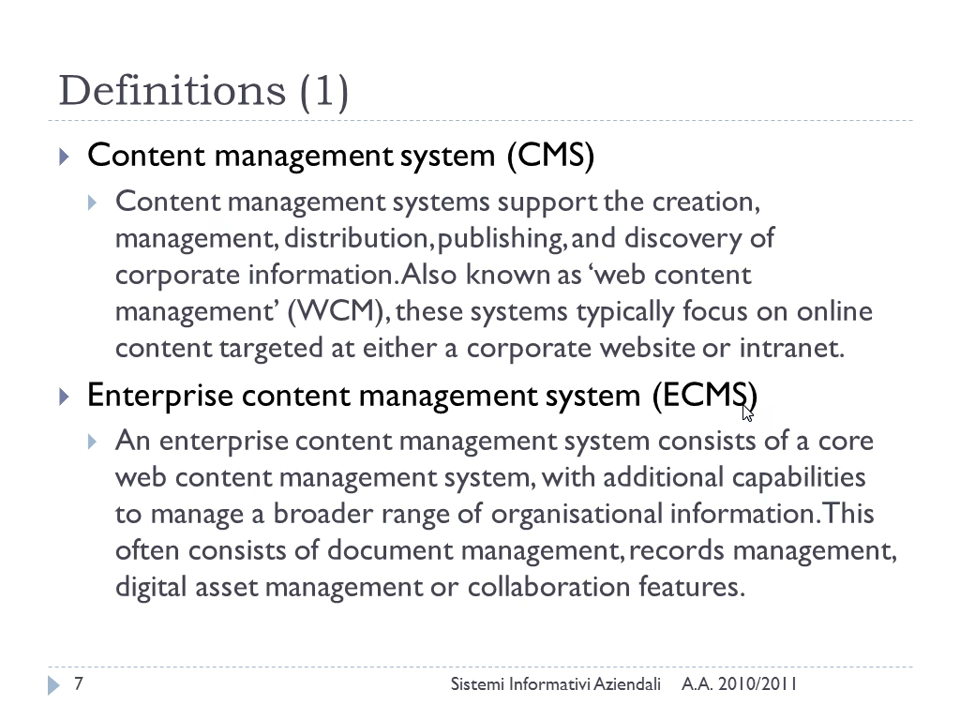 Definitions (1)
Content management system (CMS)
Content management systems support the creation,
management, distribution, publishing, and discovery of
corporate information. Also known as ‘web content
management’ (WCM), these systems typically focus on online
content targeted at either a corporate website or intranet.
Enterprise content management system (ECMS)
An enterprise content management system consists of a core
web content management system, with additional capabilities
to manage a broader range of organisational information. This
often consists of document management, records management,
digital asset management or collaboration features.
7 Sistemi Informativi Aziendali A.A. 2010/2011